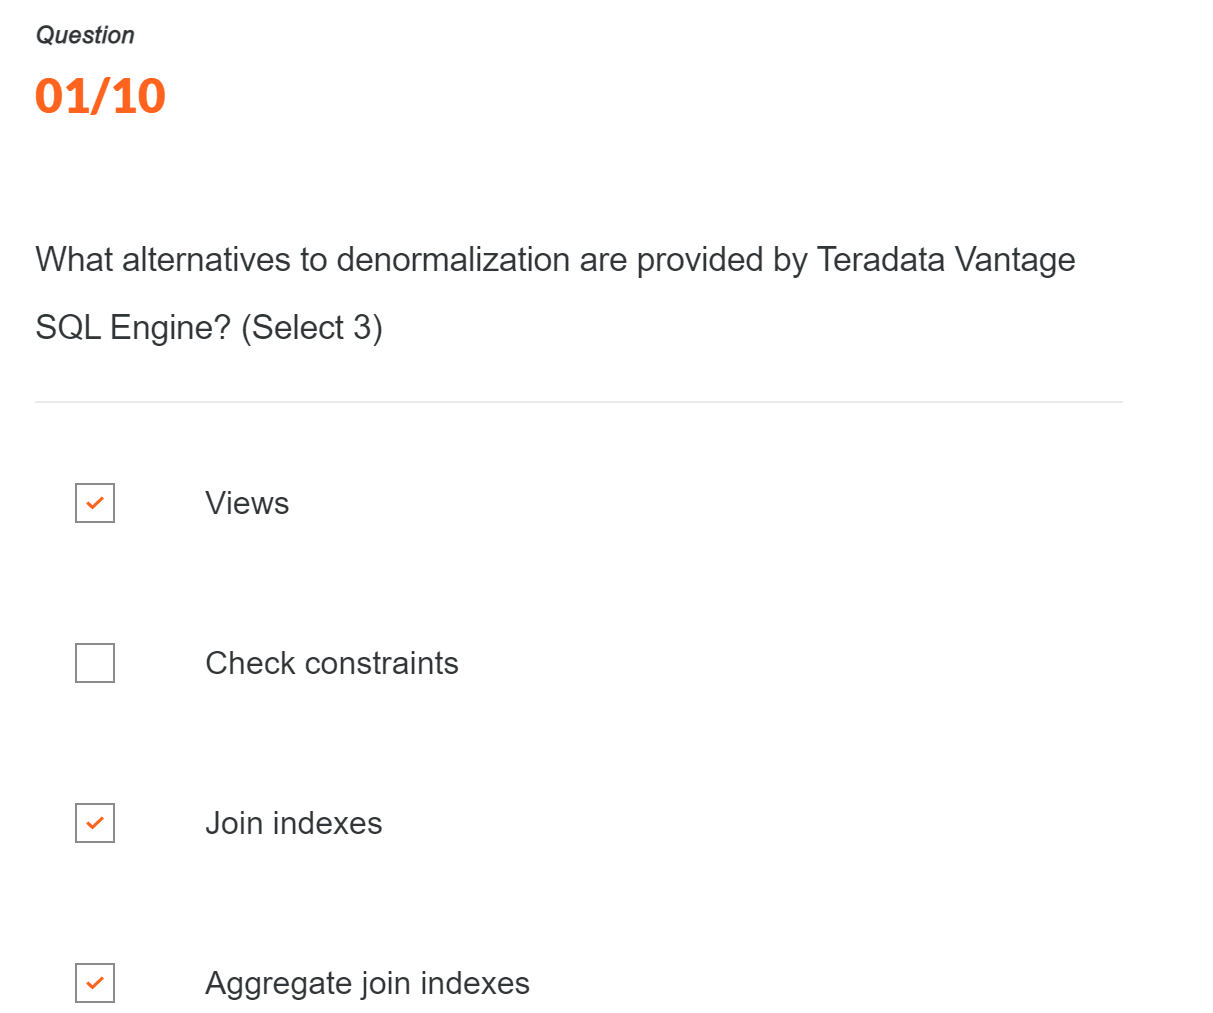 Question
01/10
What alternatives to denormalization are provided by Teradata Vantage
SQL Engine? (Select 3)
Views
Check constraints
Join indexes
Aggregate join indexes